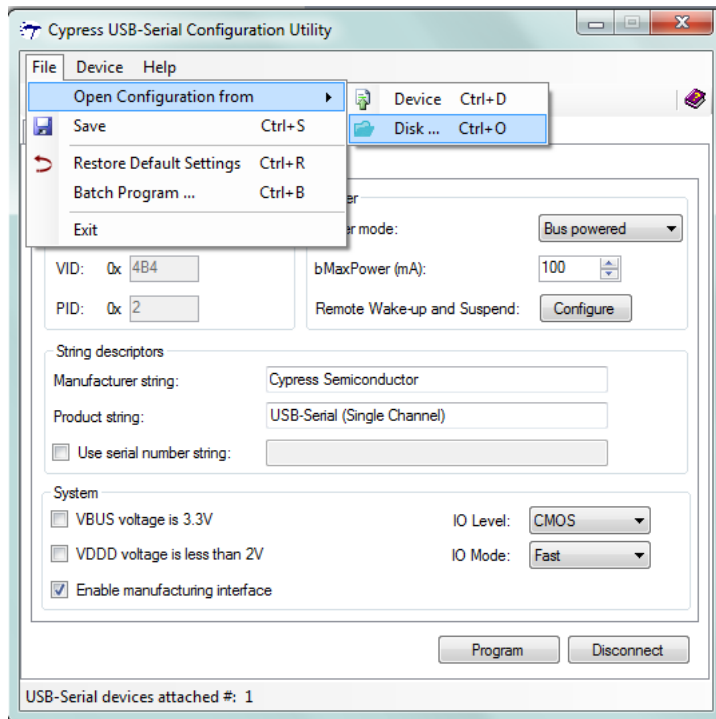 Cypress USB-Serial Configuration Utility
File Device Help
Open Configuration from
Device Ctrl+D
Save Ctrl+S
Disk ... Ctrl+O
Restore Default Settings Ctrl+R
Batch Program ... Ctrl+B
Exit
mode:
Bus powered
VID: 0x 4B4
bMaxPower (mA): 100
PID: 0x 2
Remote Wake-up and Suspend: Configure
String descriptors
Manufacturer string: Cypress Semiconductor
Product string: USB-Serial (Single Channel)
Use serial number string:
System
VBUS voltage is 3.3V
IO Level: CMOS
VDDD voltage is less than 2V
IO Mode: Fast
Enable manufacturing interface
Program Disconnect
USB-Serial devices attached #: 1